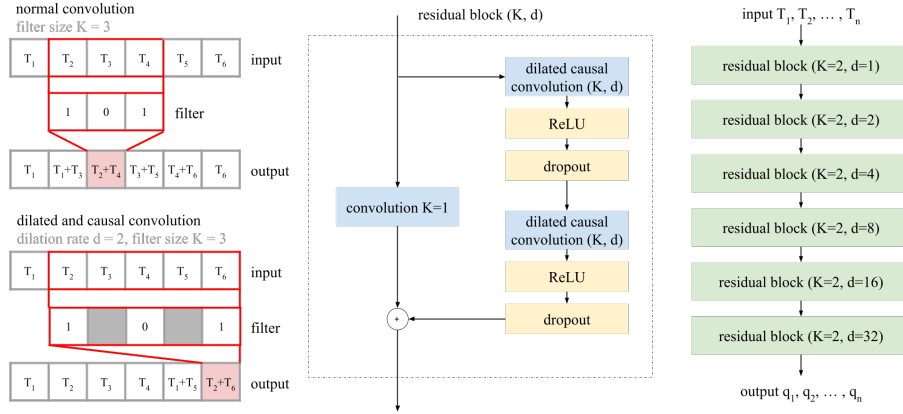 normal convolution
filter size K = 3
T₁ T₂ T₃ T₄ T₅ T₆ input
1 0 1 filter
T₁ T₁+T₃ T₂+T₄ T₃+T₅ T₄+T₆ T₆ output
dilated and causal convolution
dilation rate d = 2, filter size K = 3
T₁ T₂ T₃ T₄ T₅ T₆ input
1 0 1 filter
T₁ T₂ T₃ T₄ T₁+T₅ T₂+T₆ output
residual block (K, d)
dilated causal
convolution (K, d)
ReLU
dropout
convolution K=1
dilated causal
convolution (K, d)
ReLU
dropout
+
input T₁, T₂, … , Tₙ
residual block (K=2, d=1)
residual block (K=2, d=2)
residual block (K=2, d=4)
residual block (K=2, d=8)
residual block (K=2, d=16)
residual block (K=2, d=32)
output q₁, q₂, … , qₙ